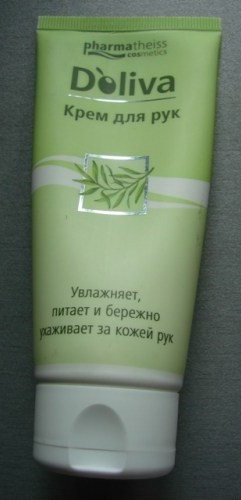 pharmatheiss
cosmetics
D'oliva
Крем для рук
Увлажняет,
питает и бережно
ухаживает за кожей рук